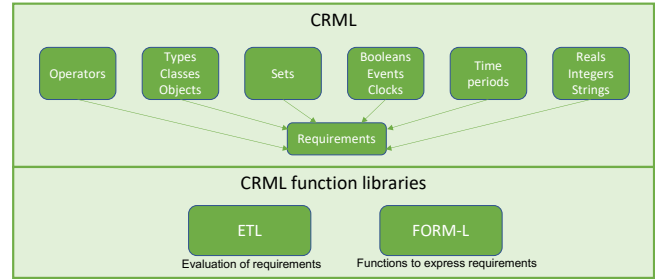 CRML
Operators
Types
Classes
Objects
Sets
Booleans
Events
Clocks
Time
periods
Reals
Integers
Strings
Requirements
CRML function libraries
ETL
FORM-L
Evaluation of requirements
Functions to express requirements